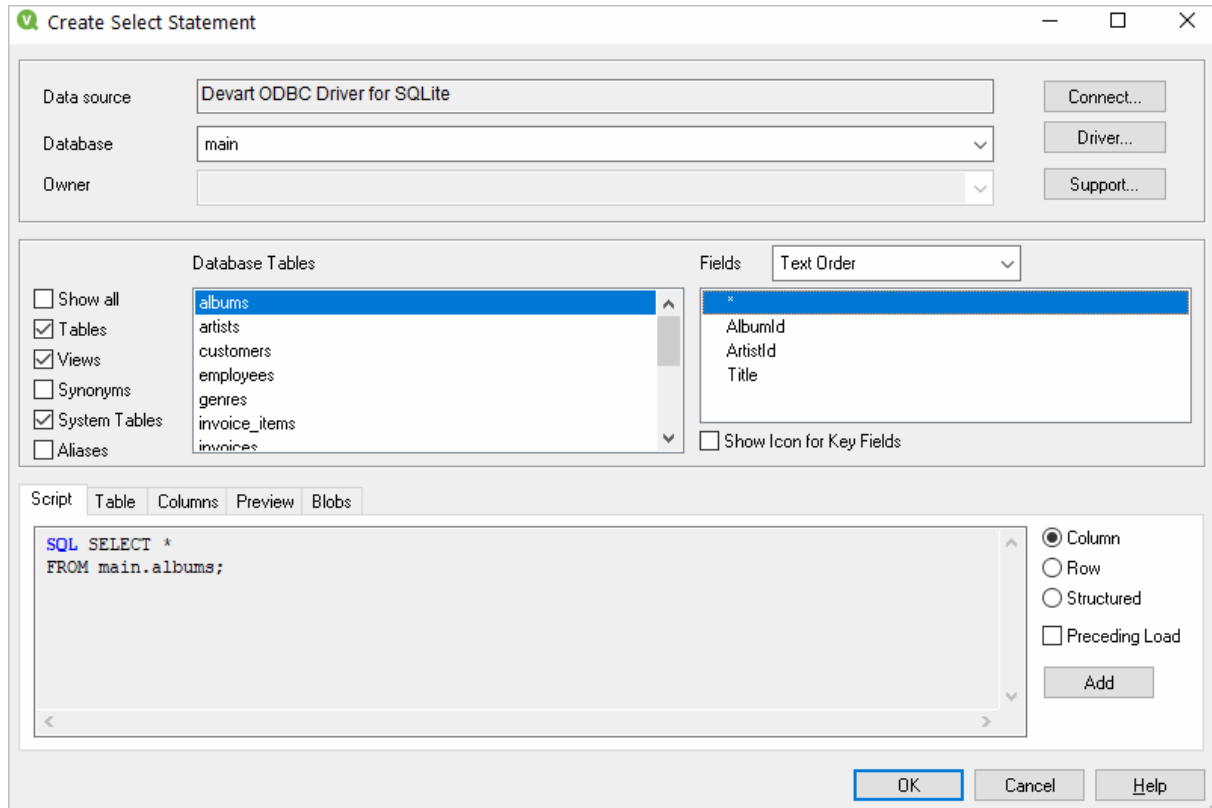 Create Select Statement
Data source
Devart ODBC Driver for SQLite
Connect...
Database
main
Driver...
Owner
Support...
Database Tables
Fields
Text Order
Show all
Tables
Views
Synonyms
System Tables
Aliases
albums
artists
customers
employees
genres
invoice_items
invoices
*
AlbumId
ArtistId
Title
Show Icon for Key Fields
Script
Table
Columns
Preview
Blobs
SQL SELECT *
FROM main.albums;
Column
Row
Structured
Preceding Load
Add
OK
Cancel
Help